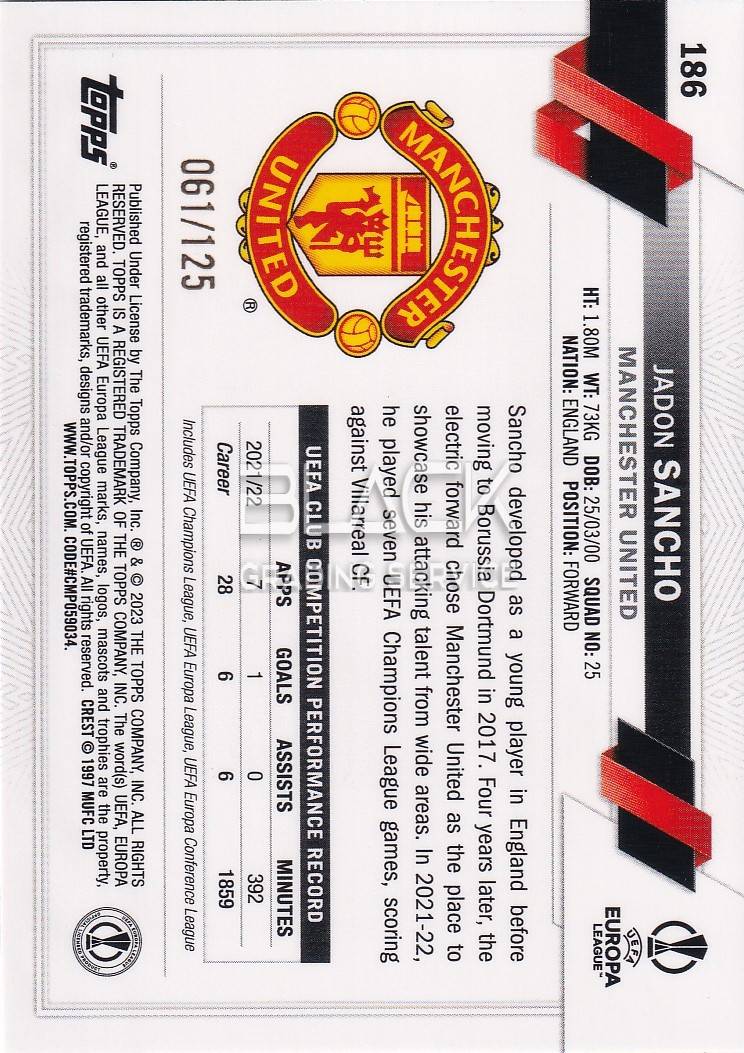 186
JADON SANCHO
MANCHESTER UNITED
HT: 1.80M WT: 73KG DOB: 25/03/00 SQUAD NO: 25
NATION: ENGLAND POSITION: FORWARD
UEFA
EUROPA
LEAGUE™
MANCHESTER
UNITED
®
061/125
Sancho developed as a young player in England before
moving to Borussia Dortmund in 2017. Four years later, the
electric forward chose Manchester United as the place to
showcase his attacking talent from wide areas. In 2021-22,
he played seven UEFA Champions League games, scoring
against Villarreal CF.
BLACK
GRADING SERVICE
UEFA CLUB COMPETITION PERFORMANCE RECORD
APPS GOALS ASSISTS MINUTES
2021/22 7 1 0 392
Career 28 6 6 1859
Includes UEFA Champions League, UEFA Europa League, UEFA Europa Conference League
topps®
Published Under License by The Topps Company, Inc. ® & © 2023 THE TOPPS COMPANY, INC. ALL RIGHTS
RESERVED. TOPPS IS A REGISTERED TRADEMARK OF THE TOPPS COMPANY, INC. The word(s) UEFA, EUROPA
LEAGUE, and all other UEFA Europa League marks, names, logos, mascots and trophies are the property,
registered trademarks, designs and/or copyright of UEFA. All rights reserved. CREST © 1997 MUFC LTD
WWW.TOPPS.COM. CODE#CMP059034.